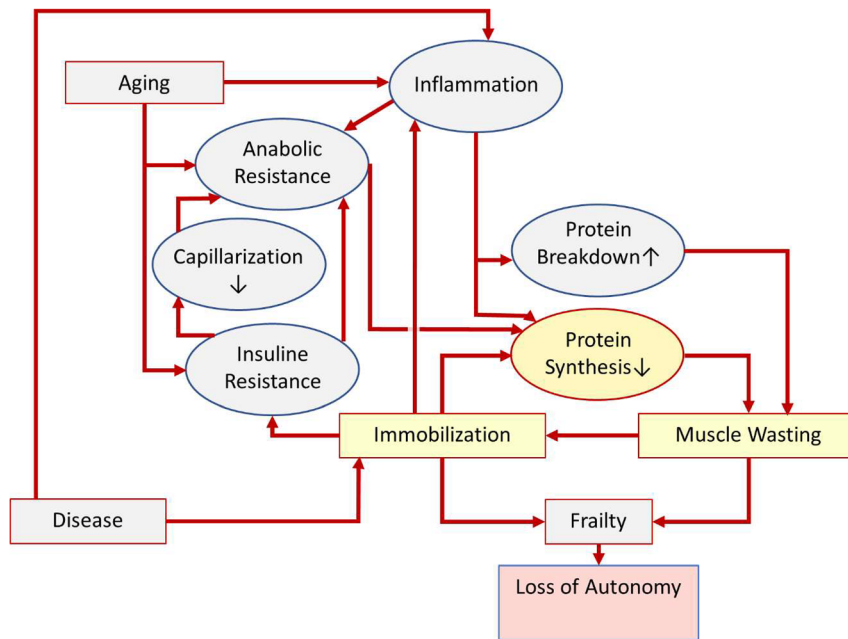 Aging
Inflammation
Anabolic
Resistance
Capillarization
↓
Protein
Breakdown↑
Insuline
Resistance
Protein
Synthesis↓
Immobilization
Muscle Wasting
Disease
Frailty
Loss of Autonomy